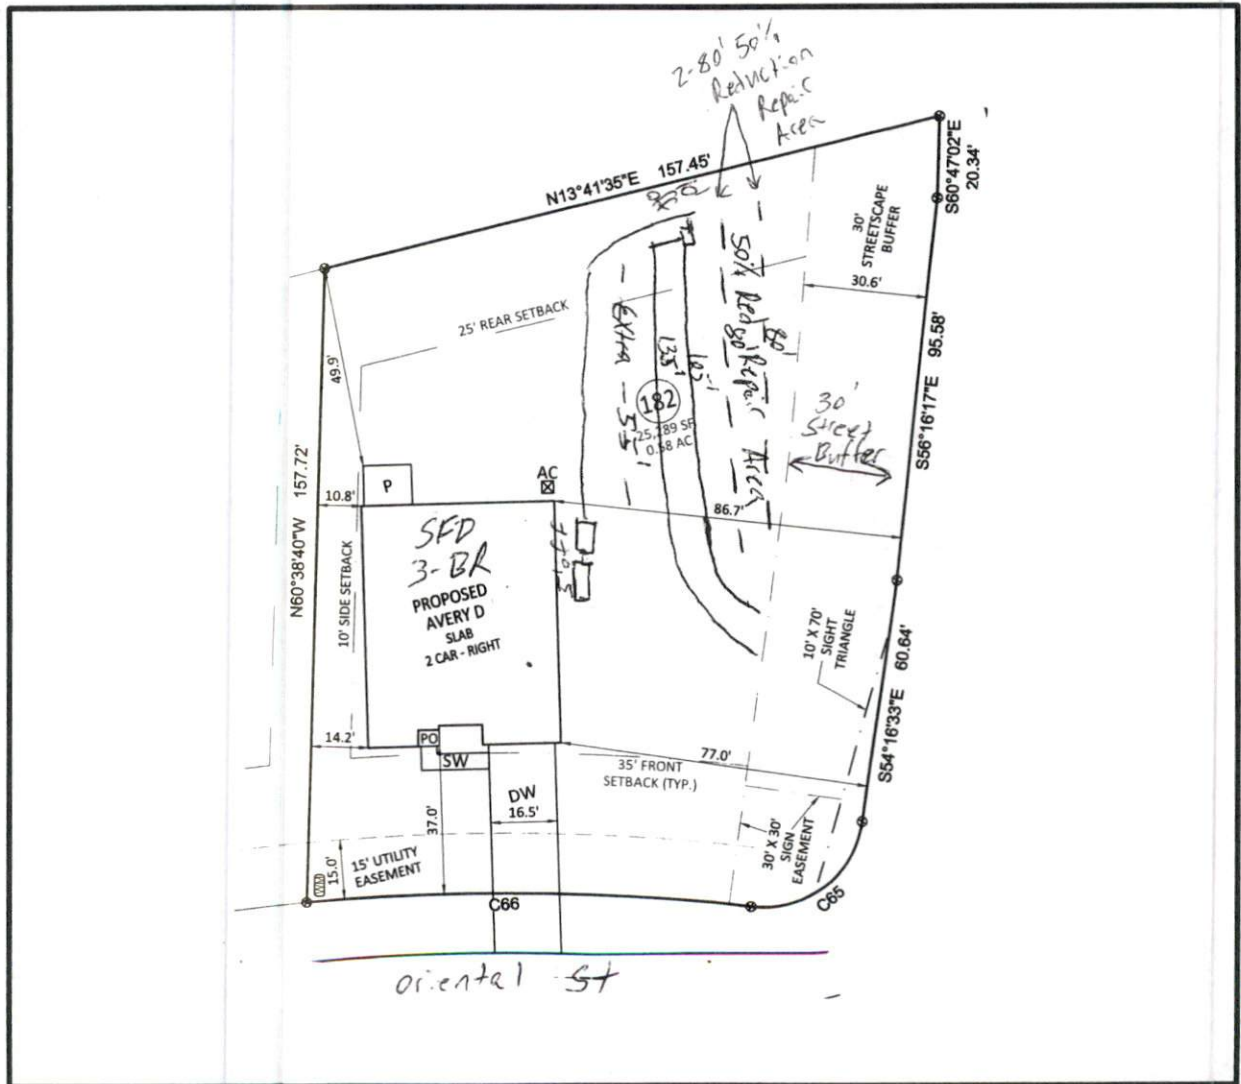 2-80' 50%
Reduction
Repair
Area
N13°41'35"E 157.45'
S60°47'02"E
20.34'
30'
STREETSCAPE
BUFFER
30.6'
25' REAR SETBACK
49.9'
50% Red. Repair Area
80'
80'
Extra - 55'
135'
182
25,289 SF
0.58 AC
S56°16'17"E 95.58'
30'
Street
Buffer
N60°38'40"W 157.72'
P
AC
10.8'
86.7'
SFD
3-BR
PROPOSED
AVERY D
SLAB
2 CAR - RIGHT
10' SIDE SETBACK
10' X 70'
SIGHT
TRIANGLE
S54°16'33"E 60.64'
14.2'
PO
SW
77.0'
35' FRONT
SETBACK (TYP.)
DW
16.5'
37.0'
30' X 30'
SIGN
EASEMENT
WM
15.0'
15' UTILITY
EASEMENT
C66
C65
Oriental St